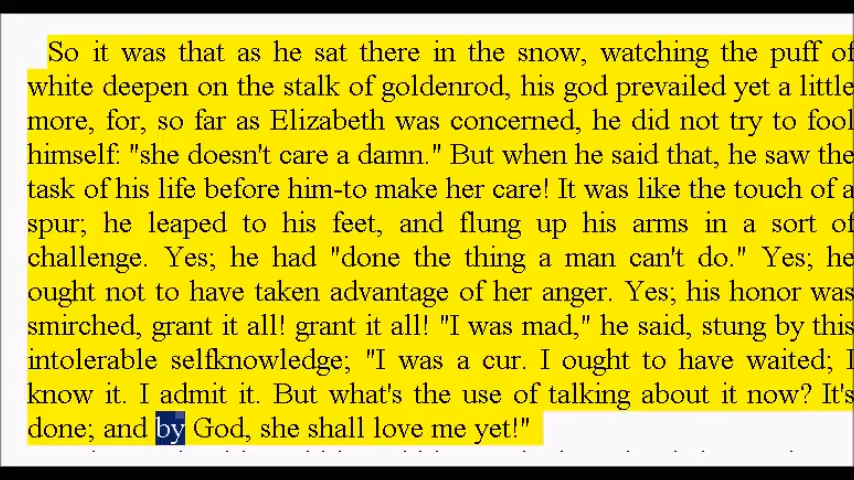 So it was that as he sat there in the snow, watching the puff of
white deepen on the stalk of goldenrod, his god prevailed yet a little
more, for, so far as Elizabeth was concerned, he did not try to fool
himself: "she doesn't care a damn." But when he said that, he saw the
task of his life before him-to make her care! It was like the touch of a
spur; he leaped to his feet, and flung up his arms in a sort of
challenge. Yes; he had "done the thing a man can't do." Yes; he
ought not to have taken advantage of her anger. Yes; his honor was
smirched, grant it all! grant it all! "I was mad," he said, stung by this
intolerable selfknowledge; "I was a cur. I ought to have waited; I
know it. I admit it. But what's the use of talking about it now? It's
done; and by God, she shall love me yet!"